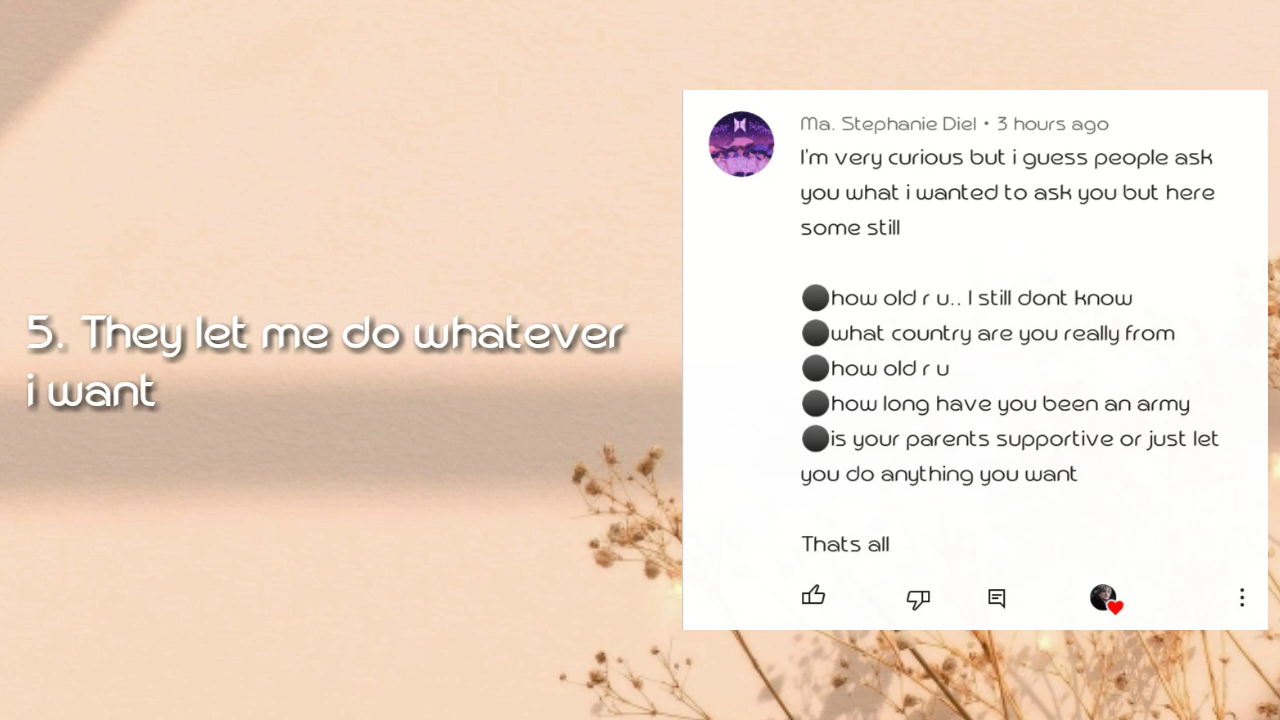 5. They let me do whatever
i want
Ma. Stephanie Diel • 3 hours ago
I'm very curious but i guess people ask
you what i wanted to ask you but here
some still
⚫how old r u.. I still dont know
⚫what country are you really from
⚫how old r u
⚫how long have you been an army
⚫is your parents supportive or just let
you do anything you want
Thats all